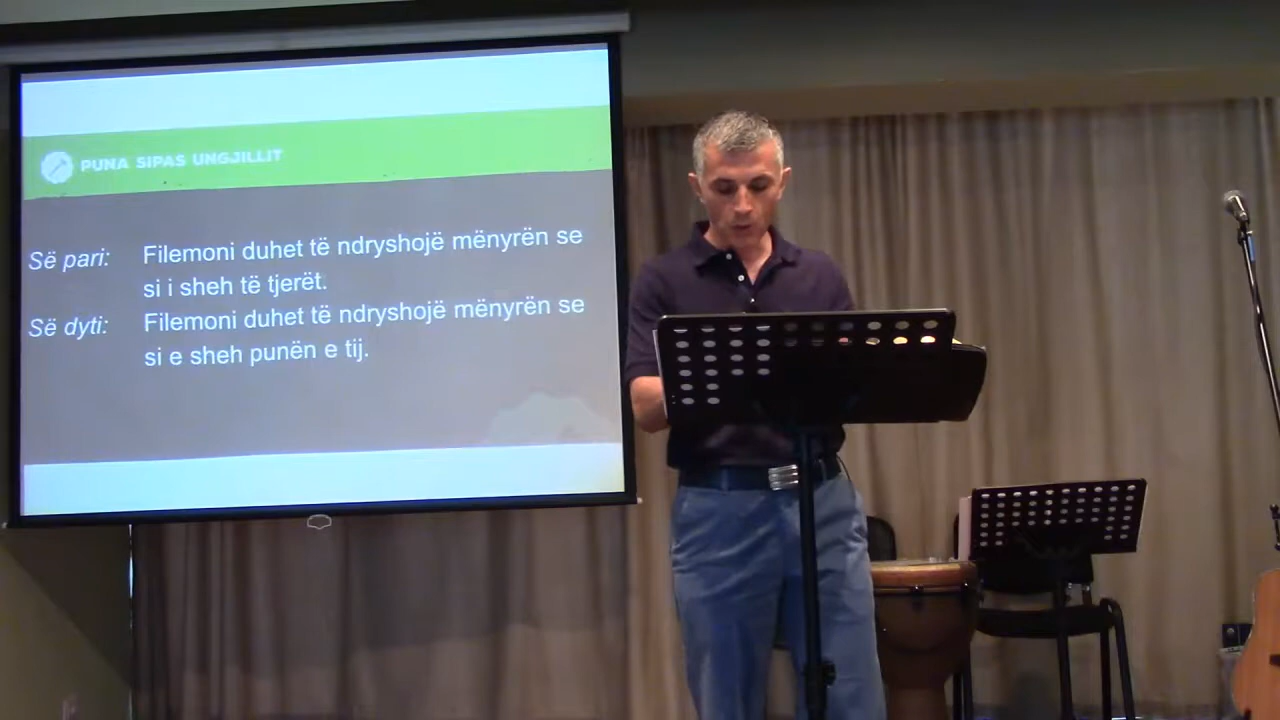 PUNA SIPAS UNGJILLIT
Së pari: Filemoni duhet të ndryshojë mënyrën se
si i sheh të tjerët.
Së dyti: Filemoni duhet të ndryshojë mënyrën se
si e sheh punën e tij.